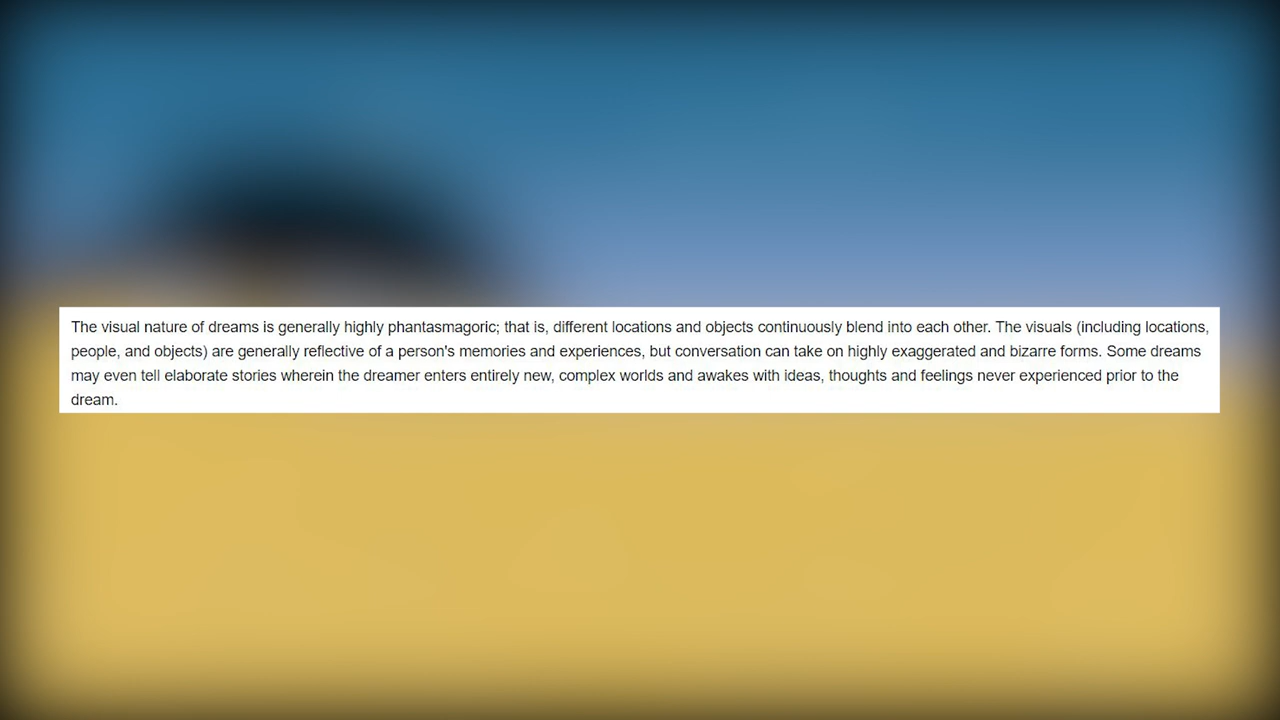 The visual nature of dreams is generally highly phantasmagoric; that is, different locations and objects continuously blend into each other. The visuals (including locations,
people, and objects) are generally reflective of a person's memories and experiences, but conversation can take on highly exaggerated and bizarre forms. Some dreams
may even tell elaborate stories wherein the dreamer enters entirely new, complex worlds and awakes with ideas, thoughts and feelings never experienced prior to the
dream.